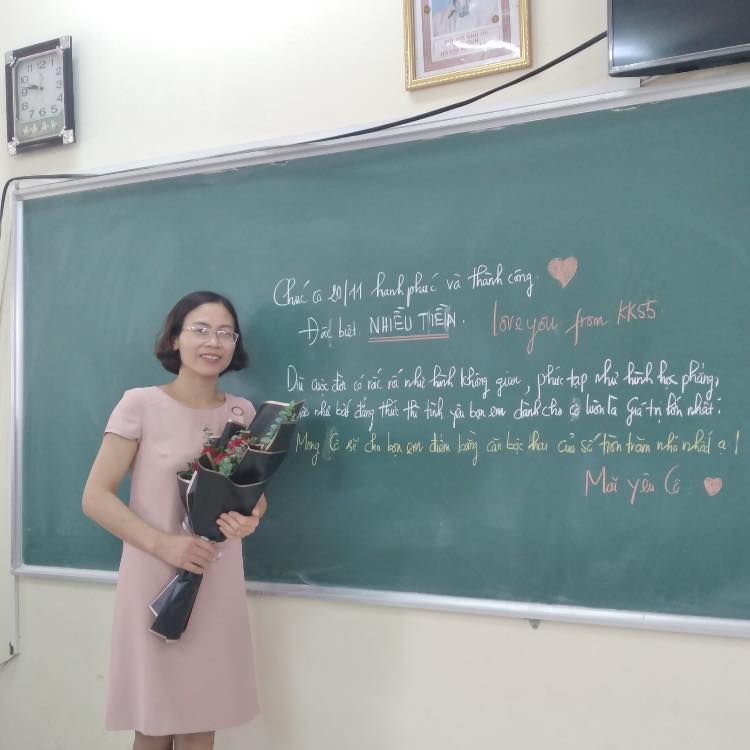 Chúc cô 20/11 hạnh phúc và thành công.
Đặc biệt NHIỀU TIỀN. love you from KK55
Dù cuộc đời có rắc rối như hình không gian, phức tạp như hình học phẳng,
như bất đẳng thức thì tình yêu bọn em dành cho cô luôn là giá trị lớn nhất!
Mong Cô sẽ cho bọn em điểm bằng căn bậc hai của số tròn trăm nhỏ nhất ạ!
Mãi yêu Cô